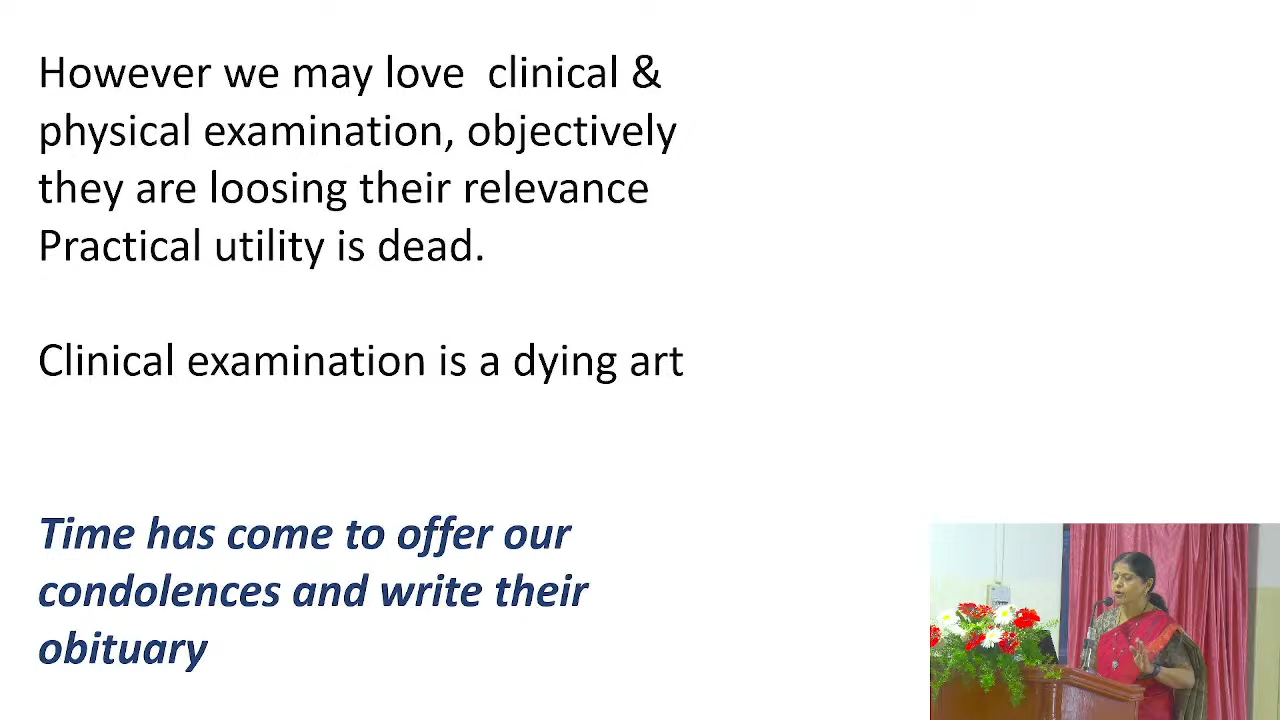 However we may love  clinical &
physical examination, objectively
they are loosing their relevance
Practical utility is dead.
Clinical examination is a dying art
Time has come to offer our
condolences and write their
obituary